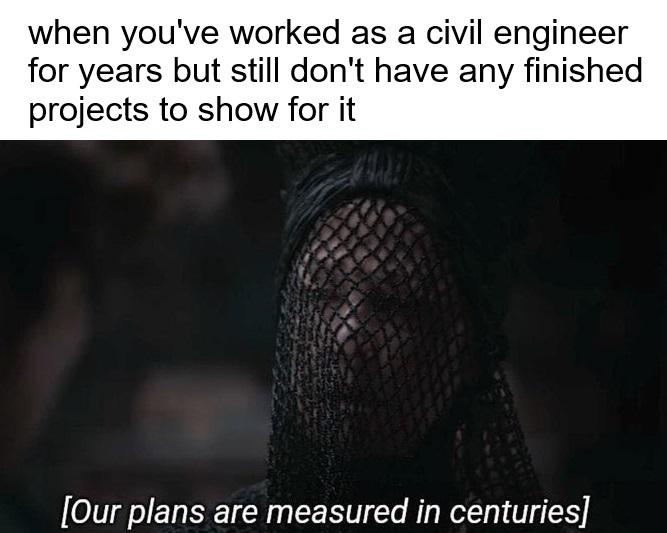 when you've worked as a civil engineer
for years but still don't have any finished
projects to show for it
[Our plans are measured in centuries]